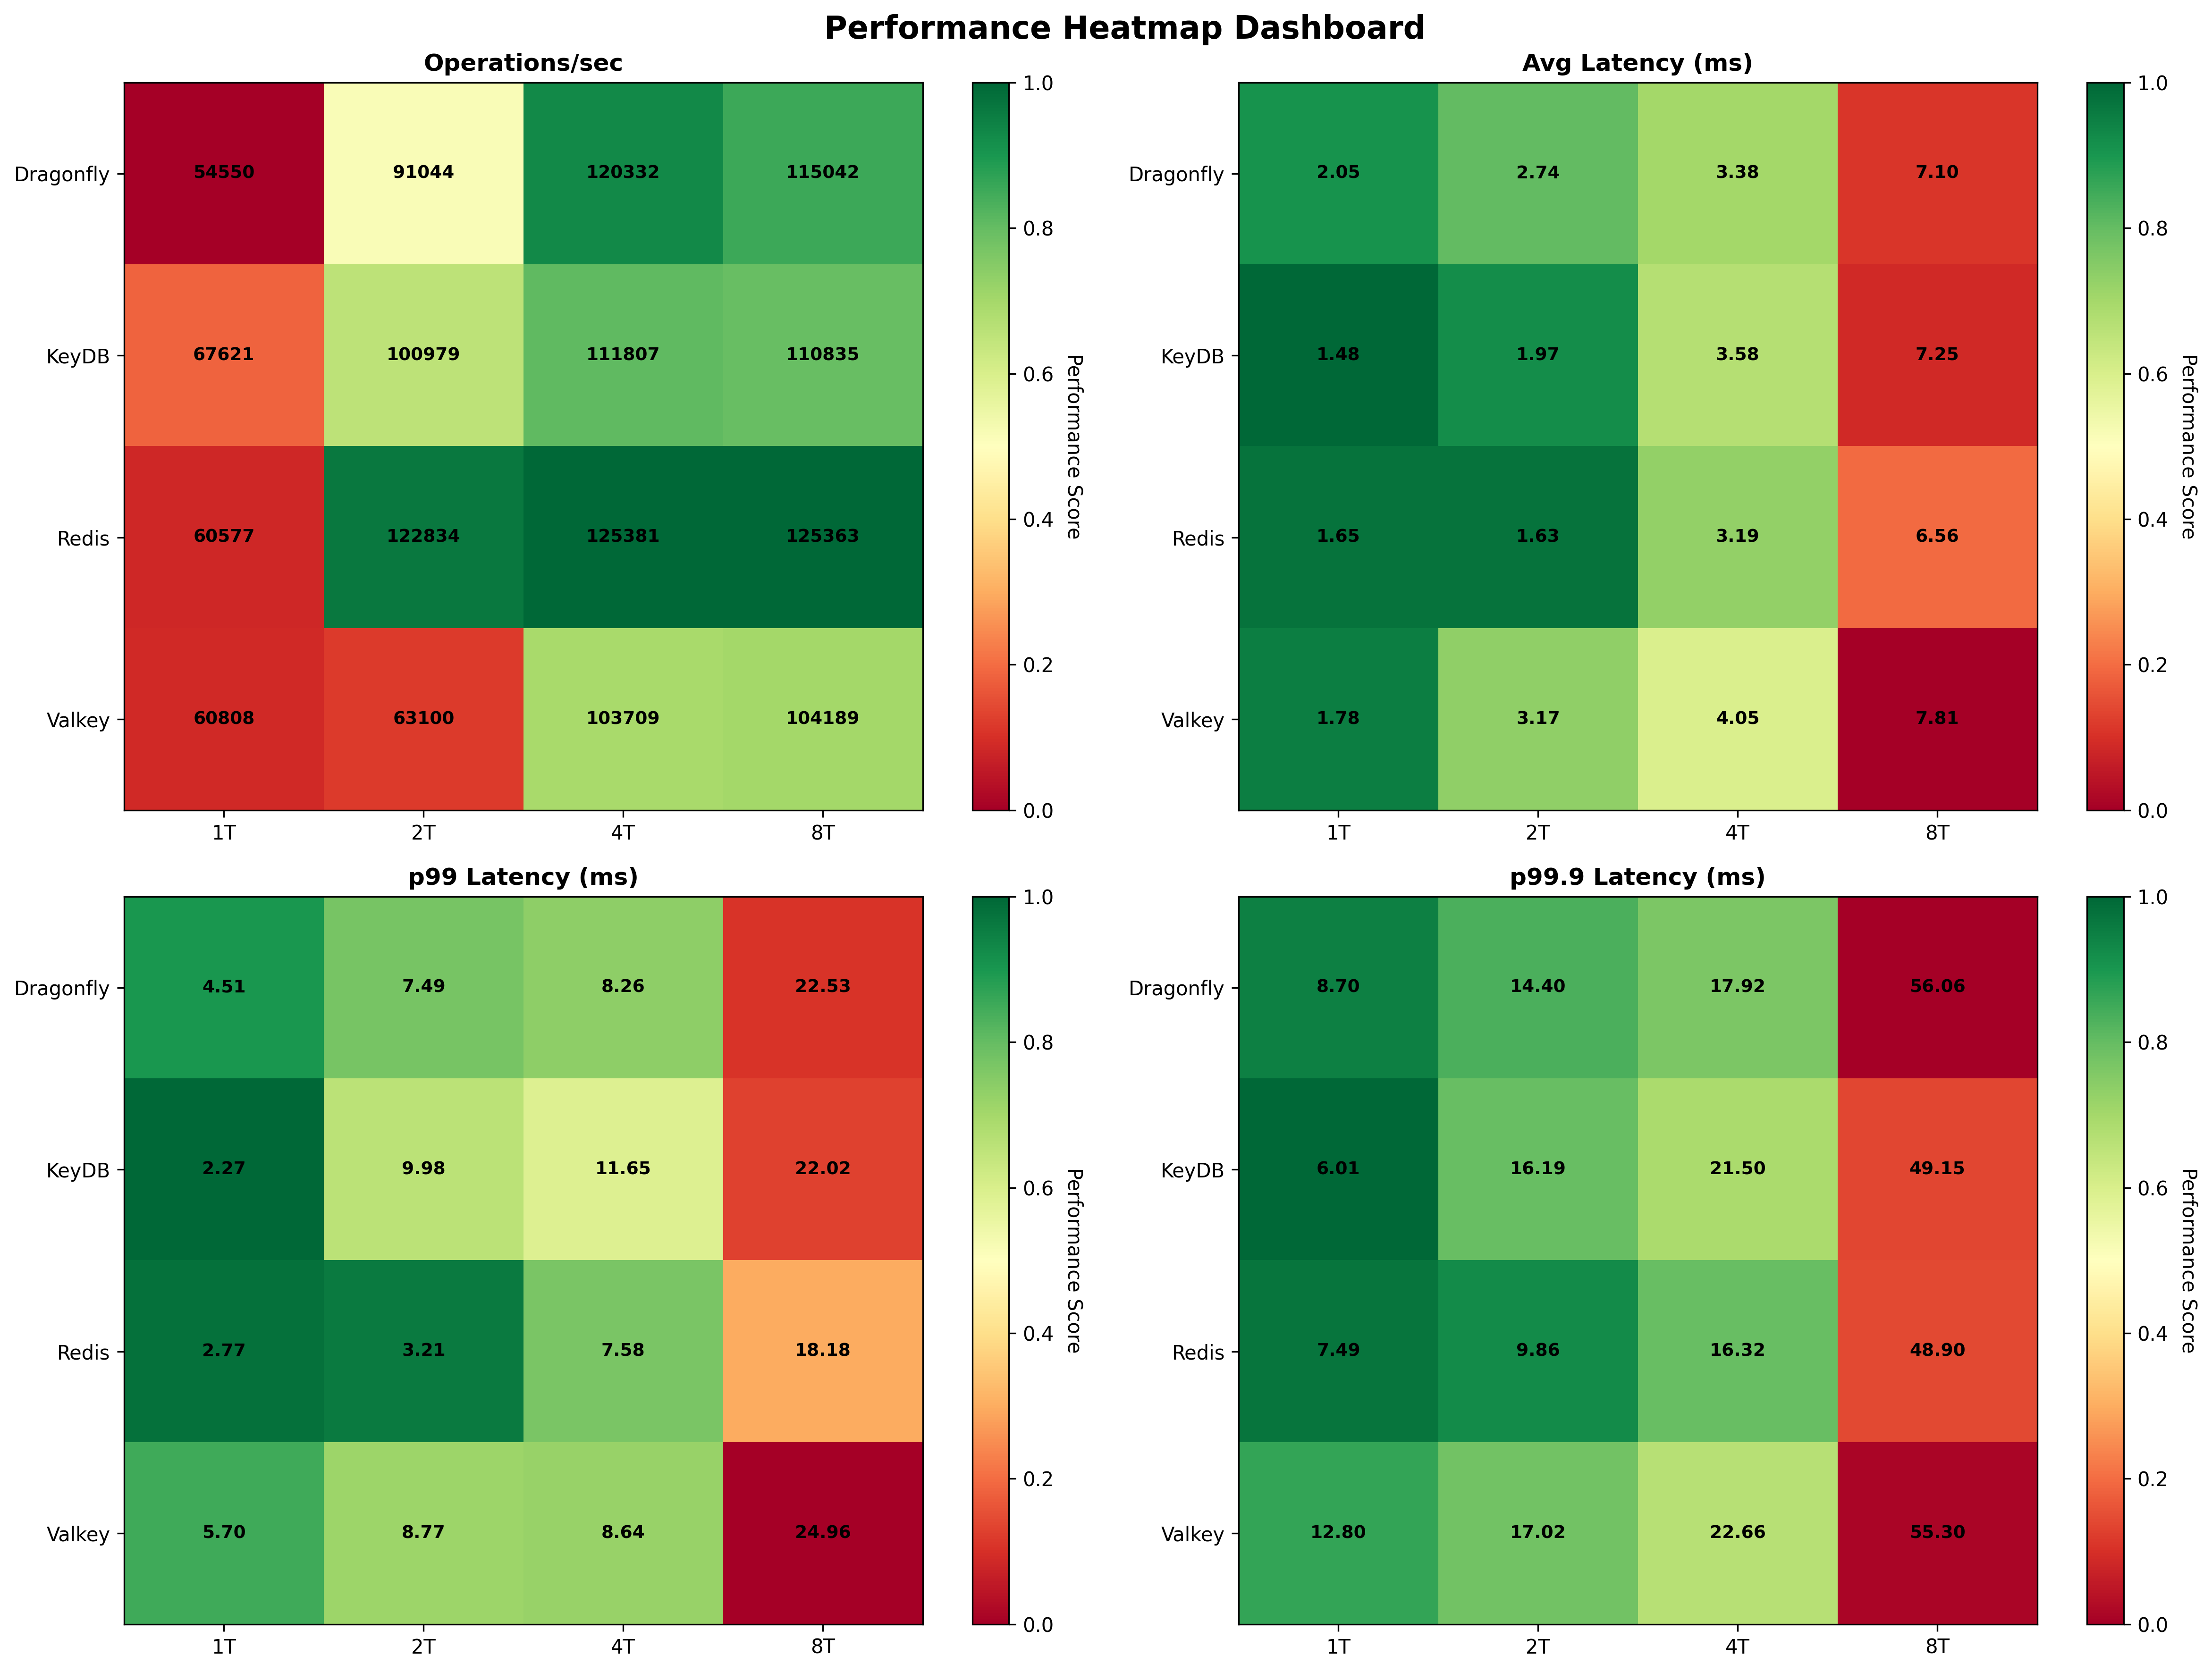 Performance Heatmap Dashboard
Operations/sec
Dragonfly 54550 91044 120332 115042
KeyDB 67621 100979 111807 110835
Redis 60577 122834 125381 125363
Valkey 60808 63100 103709 104189
1T 2T 4T 8T
1.0
0.8
0.6
0.4
0.2
0.0
Performance Score
Avg Latency (ms)
Dragonfly 2.05 2.74 3.38 7.10
KeyDB 1.48 1.97 3.58 7.25
Redis 1.65 1.63 3.19 6.56
Valkey 1.78 3.17 4.05 7.81
1T 2T 4T 8T
1.0
0.8
0.6
0.4
0.2
0.0
Performance Score
p99 Latency (ms)
Dragonfly 4.51 7.49 8.26 22.53
KeyDB 2.27 9.98 11.65 22.02
Redis 2.77 3.21 7.58 18.18
Valkey 5.70 8.77 8.64 24.96
1T 2T 4T 8T
1.0
0.8
0.6
0.4
0.2
0.0
Performance Score
p99.9 Latency (ms)
Dragonfly 8.70 14.40 17.92 56.06
KeyDB 6.01 16.19 21.50 49.15
Redis 7.49 9.86 16.32 48.90
Valkey 12.80 17.02 22.66 55.30
1T 2T 4T 8T
1.0
0.8
0.6
0.4
0.2
0.0
Performance Score